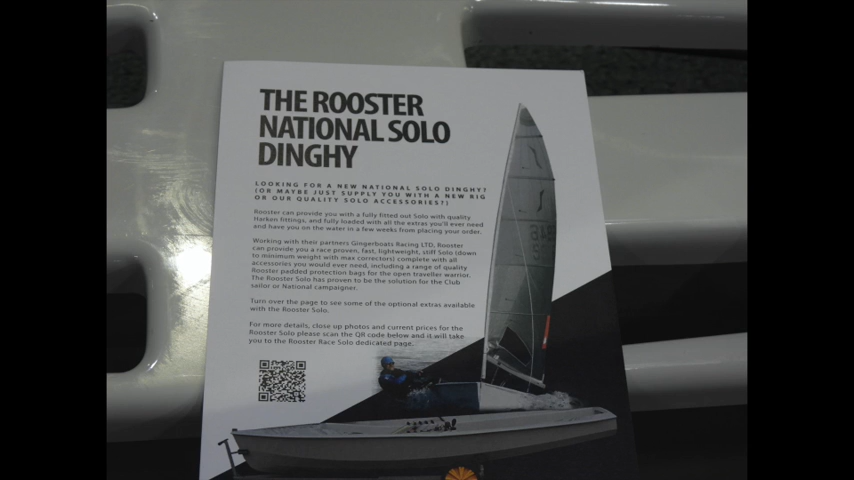 THE ROOSTER
NATIONAL SOLO
DINGHY
LOOKING FOR A NEW NATIONAL SOLO DINGHY?
(OR MAYBE JUST SUPPLY YOU WITH A NEW RIG
OR OUR QUALITY SOLO ACCESSORIES?)
Rooster can provide you with a fully fitted out Solo with quality
Harken fittings, and fully loaded with all the extras you'll ever need
and have you on the water in a few weeks from placing your order.
Working with their partners Gingerboats Racing LTD, Rooster
can provide you a race proven, fast, lightweight, stiff Solo (down
to minimum weight with max correctors) complete with all
accessories you would ever need, including a range of quality
Rooster padded protection bags for the open traveller warrior.
The Rooster Solo has proven to be the solution for the Club
sailor or National campaigner.
Turn over the page to see some of the optional extras available
with the Rooster Solo.
For more details, close up photos and current prices for the
Rooster Solo please scan the QR code below and it will take
you to the Rooster Race Solo dedicated page.